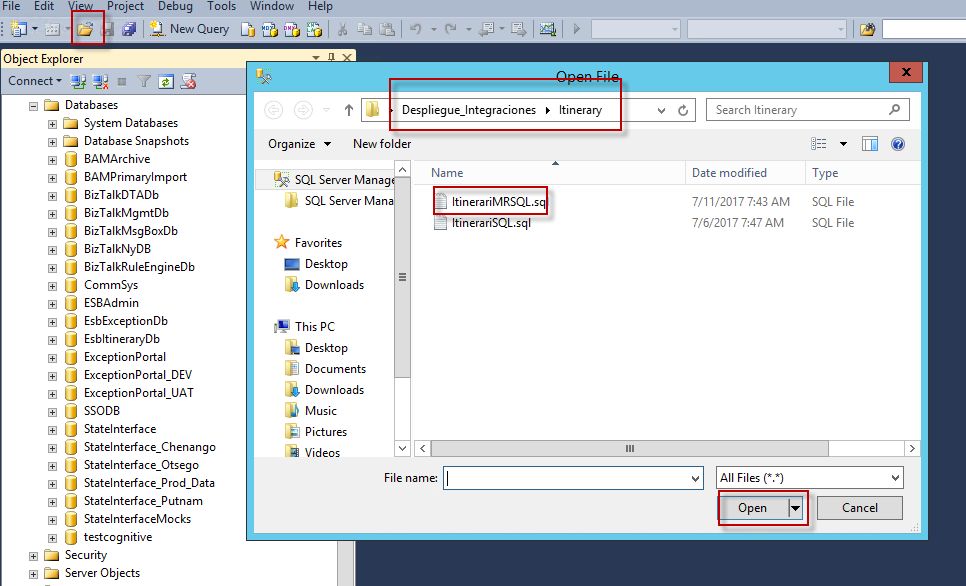 File Edit View Project Debug Tools Window Help
New Query
Object Explorer
Connect
Databases
System Databases
Database Snapshots
BAMArchive
BAMPrimaryImport
BizTalkDTADb
BizTalkMgmtDb
BizTalkMsgBoxDb
BizTalkNyDB
BizTalkRuleEngineDb
CommSys
ESBAdmin
EsbExceptionDb
EsbItineraryDb
ExceptionPortal
ExceptionPortal_DEV
ExceptionPortal_UAT
SSODB
StateInterface
StateInterface_Chenango
StateInterface_Otsego
StateInterface_Prod_Data
StateInterface_Putnam
StateInterfaceMocks
testcognitive
Security
Server Objects
Open File
Despliegue_Integraciones Itinerary
Search Itinerary
Organize New folder
SQL Server Manage
SQL Server Mana
Favorites
Desktop
Downloads
This PC
Desktop
Documents
Downloads
Music
Pictures
Videos
Name Date modified Type
ItinerariMRSQL.sq 7/11/2017 7:43 AM SQL File
ItinerariSQL.sql 7/6/2017 7:47 AM SQL File
File name: All Files (*.*)
Open Cancel